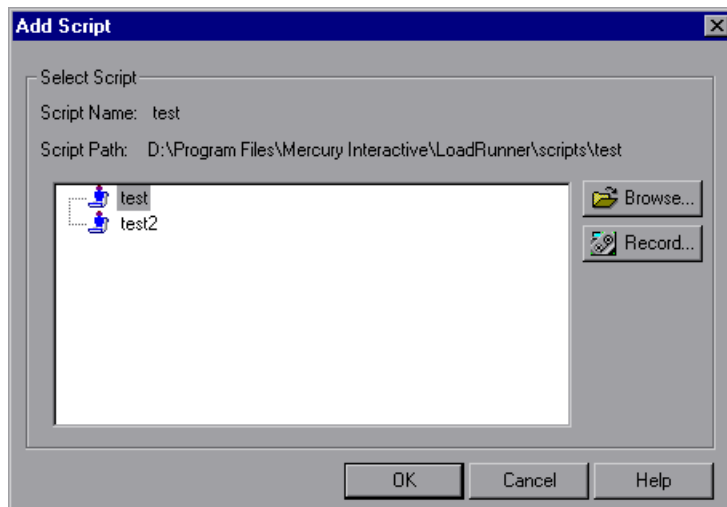 Add Script
Select Script
Script Name: test
Script Path: D:\Program Files\Mercury Interactive\LoadRunner\scripts\test
test
test2
Browse...
Record...
OK Cancel Help